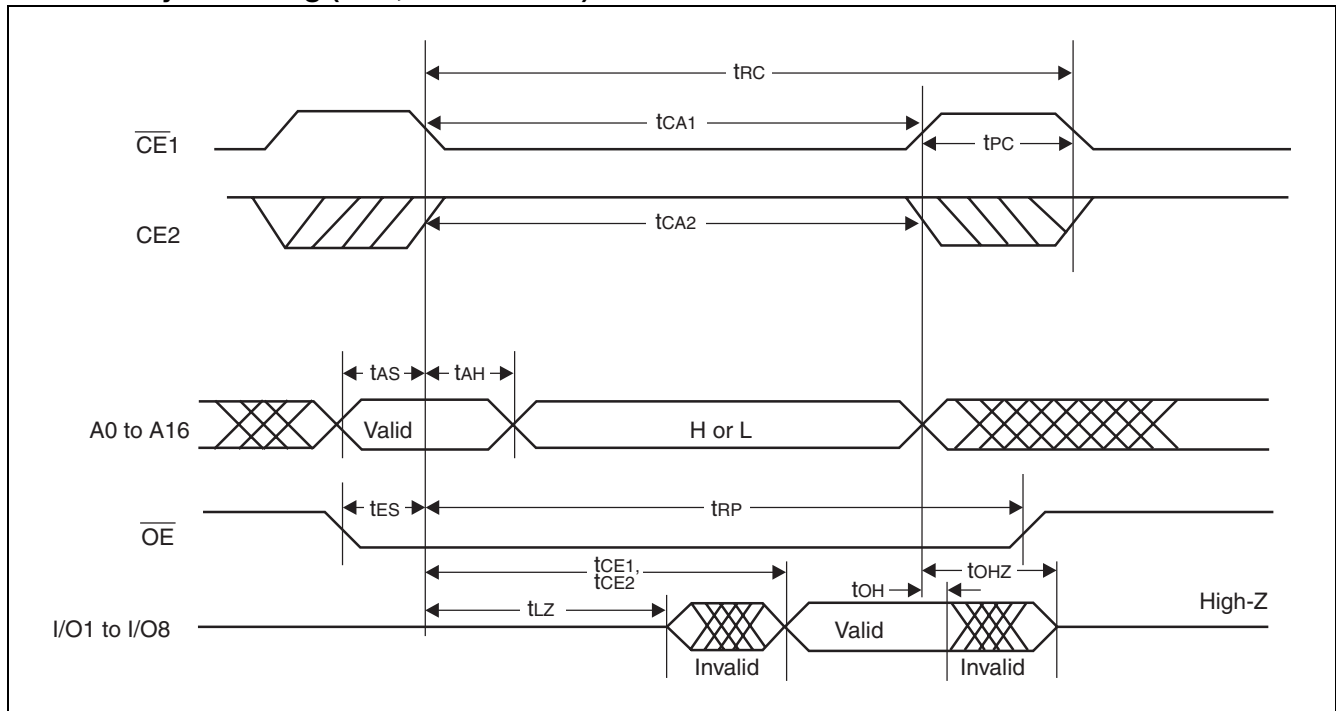 tRC
tCA1
CE1
tPC
tCA2
CE2
tAS
tAH
A0 to A16
Valid
H or L
tES
tRP
OE
tCE1,
tCE2
tOHZ
tOH
tLZ
High-Z
I/O1 to I/O8
Valid
Invalid
Invalid